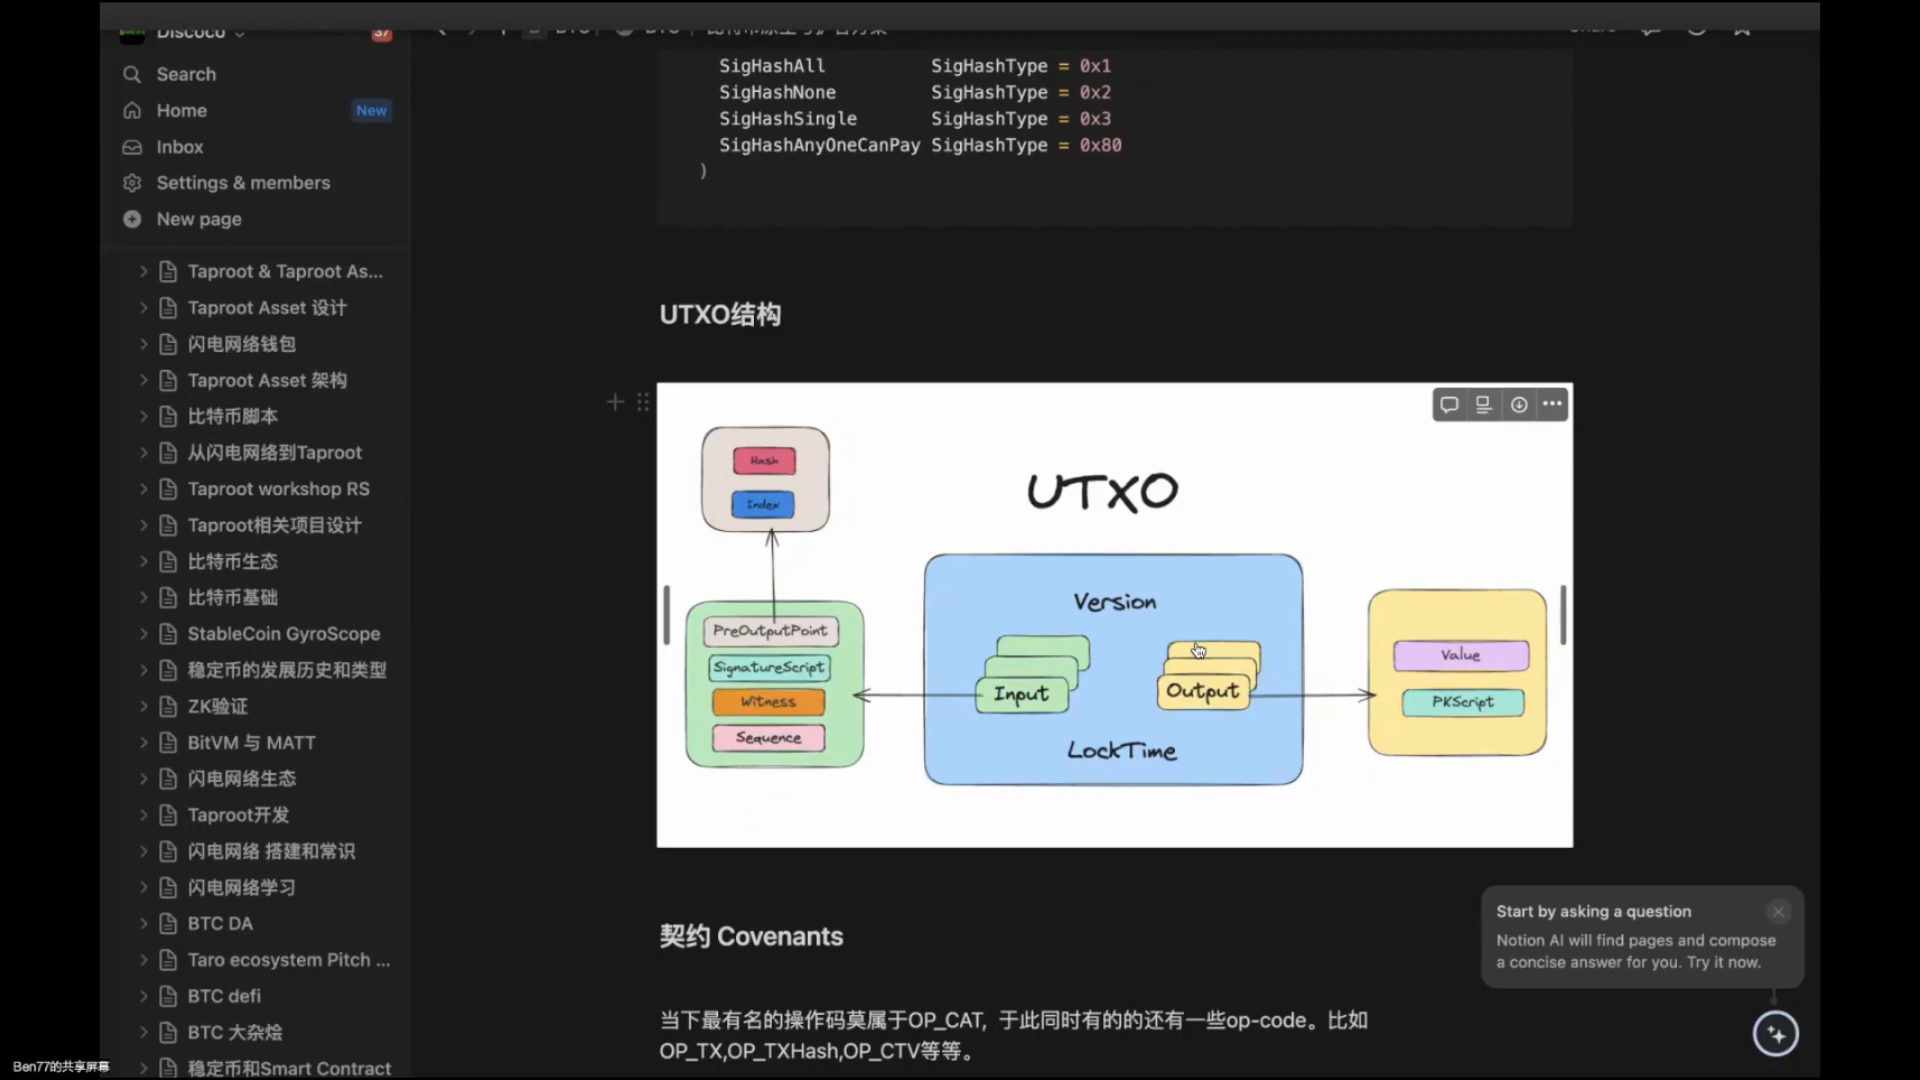 Discoco
37
Search
Home
New
Inbox
Settings & members
New page
Taproot & Taproot As...
Taproot Asset 设计
闪电网络钱包
Taproot Asset 架构
比特币脚本
从闪电网络到Taproot
Taproot workshop RS
Taproot相关项目设计
比特币生态
比特币基础
StableCoin GyroScope
稳定币的发展历史和类型
ZK验证
BitVM 与 MATT
闪电网络生态
Taproot开发
闪电网络 搭建和常识
闪电网络学习
BTC DA
Taro ecosystem Pitch ...
BTC defi
BTC 大杂烩
稳定币和Smart Contract
SigHashAll SigHashType = 0x1
SigHashNone SigHashType = 0x2
SigHashSingle SigHashType = 0x3
SigHashAnyOneCanPay SigHashType = 0x80
)
UTXO结构
Hash
Index
UTXO
PreOutputPoint
SignatureScript
Witness
Sequence
Version
Input
Output
LockTime
Value
PKScript
契约 Covenants
当下最有名的操作码莫属于OP_CAT, 于此同时有的的还有一些op-code。比如
OP_TX,OP_TXHash,OP_CTV等等。
Start by asking a question
Notion AI will find pages and compose
a concise answer for you. Try it now.
Ben77的共享屏幕